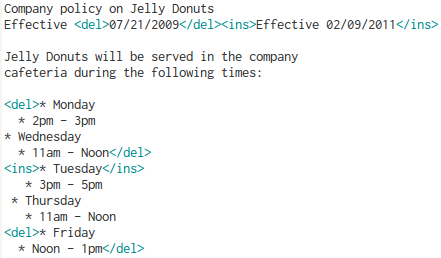 Company policy on Jelly Donuts
Effective <del>07/21/2009</del><ins>Effective 02/09/2011</ins>
Jelly Donuts will be served in the company
cafeteria during the following times:
<del>* Monday
* 2pm – 3pm
* Wednesday
* 11am – Noon</del>
<ins>* Tuesday</ins>
* 3pm – 5pm
* Thursday
* 11am – Noon
<del>* Friday
* Noon – 1pm</del>